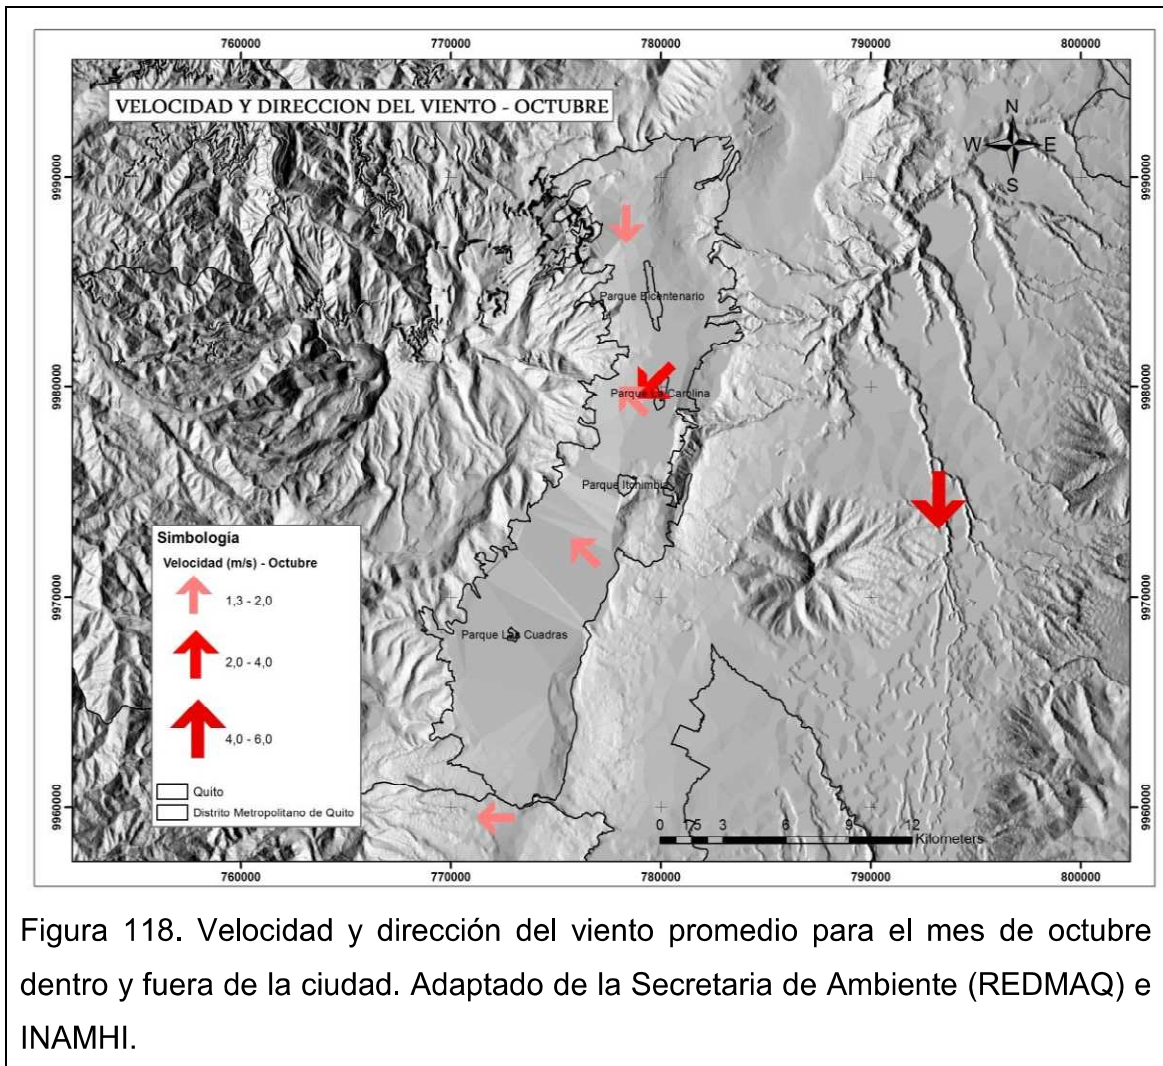 760000 770000 780000 790000 800000
VELOCIDAD Y DIRECCION DEL VIENTO - OCTUBRE
N
W E
S
9990000 9990000
Parque Bicentenario
9980000 9980000
Parque La Carolina
Parque Itchimbia
Simbología
Velocidad (m/s) - Octubre
1,3 - 2,0
2,0 - 4,0
4,0 - 6,0
Quito
Distrito Metropolitano de Quito
9970000 9970000
Parque Las Cuadras
9960000 9960000
0 1,5 3 6 9 12
Kilometers
760000 770000 780000 790000 800000
Figura 118. Velocidad y dirección del viento promedio para el mes de octubre
dentro y fuera de la ciudad. Adaptado de la Secretaria de Ambiente (REDMAQ) e
INAMHI.